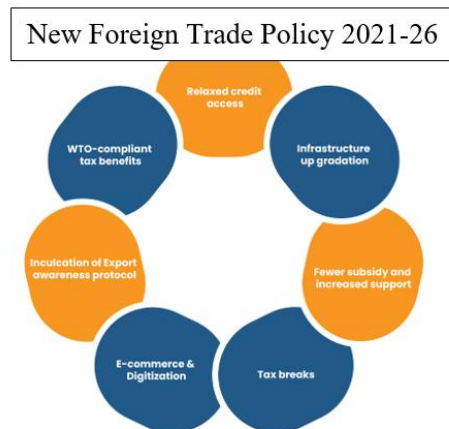 New Foreign Trade Policy 2021-26
Relaxed credit
access
Infrastructure
up gradation
Fewer subsidy and
increased support
Tax breaks
E-commerce &
Digitization
Inculcation of Export
awareness protocol
WTO-compliant
tax benefits